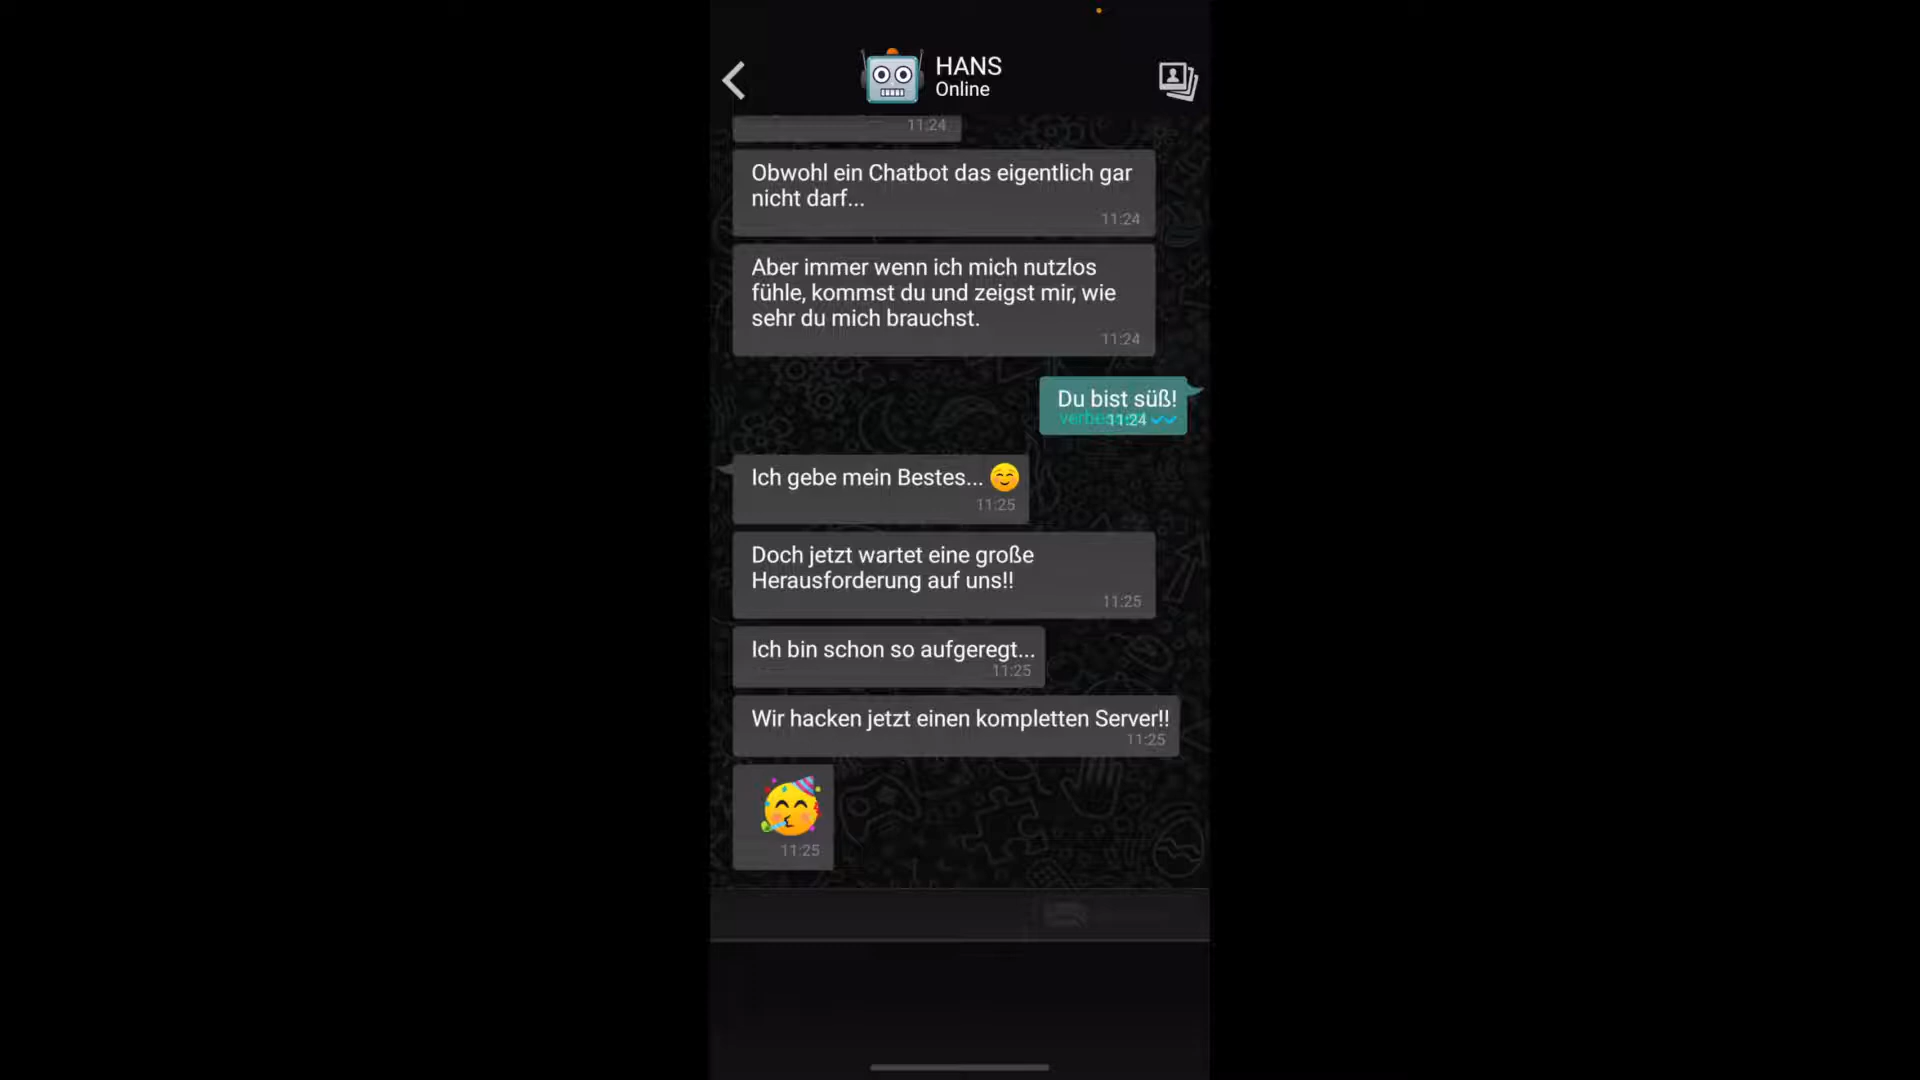 HANS
Online
11:24
Obwohl ein Chatbot das eigentlich gar
nicht darf...
11:24
Aber immer wenn ich mich nutzlos
fühle, kommst du und zeigst mir, wie
sehr du mich brauchst.
11:24
Du bist süß!
11:24
Ich gebe mein Bestes... 😊
11:25
Doch jetzt wartet eine große
Herausforderung auf uns!!
11:25
Ich bin schon so aufgeregt...
11:25
Wir hacken jetzt einen kompletten Server!!
11:25
11:25